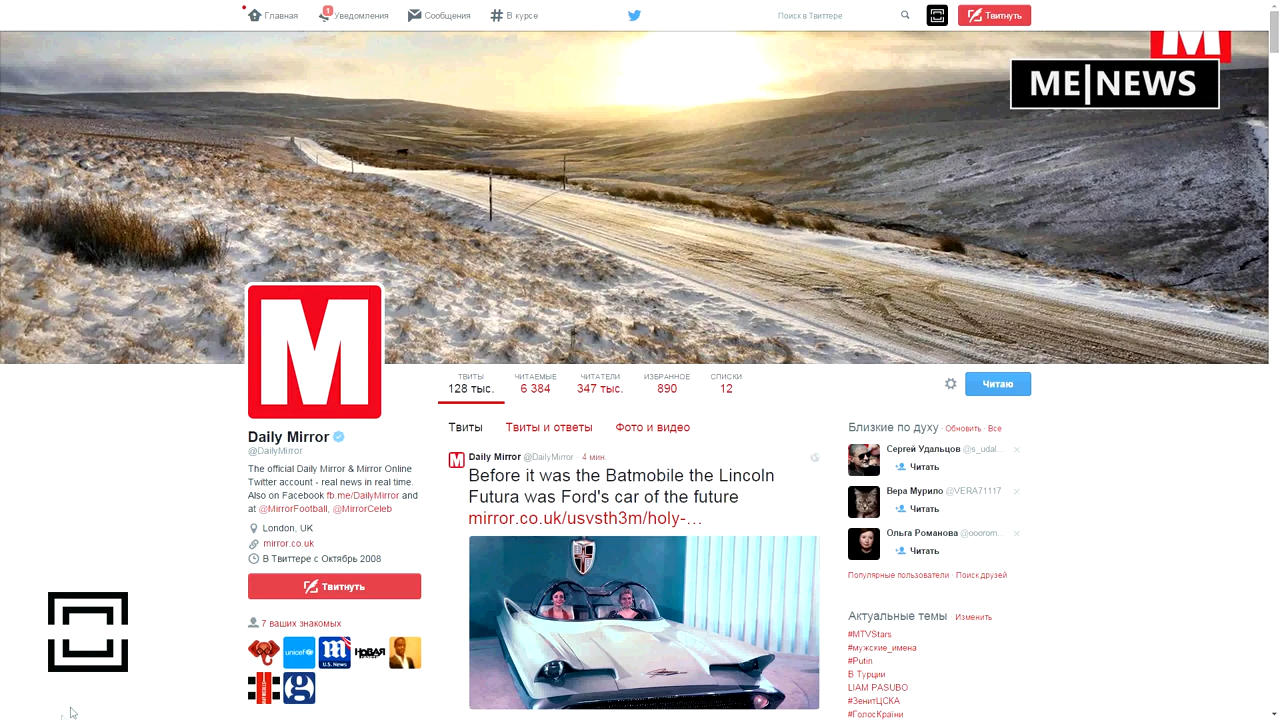 Главная
1
Уведомления
Сообщения
В курсе
Поиск в Твиттере
Твитнуть
M
ME|NEWS
M
ТВИТЫ
128 тыс.
ЧИТАЕМЫЕ
6 384
ЧИТАТЕЛИ
347 тыс.
ИЗБРАННОЕ
890
СПИСКИ
12
Читаю
Daily Mirror
@DailyMirror
The official Daily Mirror & Mirror Online
Twitter account - real news in real time.
Also on Facebook fb.me/DailyMirror and
at @MirrorFootball, @MirrorCeleb
London, UK
mirror.co.uk
В Твиттере с Октябрь 2008
Твитнуть
7 ваших знакомых
unicef
m
U.S. News
НОВАЯ
g
Твиты
Твиты и ответы
Фото и видео
M
Daily Mirror @DailyMirror · 4 мин.
Before it was the Batmobile the Lincoln
Futura was Ford's car of the future
mirror.co.uk/usvsth3m/holy-…
Близкие по духу · Обновить · Все
Сергей Удальцов @s_udal...
Читать
Вера Мурило @VERA71117
Читать
Ольга Романова @ooorom...
Читать
Популярные пользователи · Поиск друзей
Актуальные темы · Изменить
#MTVStars
#мужские_имена
#Putin
В Турции
LIAM PASUBO
#ЗенитЦСКА
#ГолосКраїни